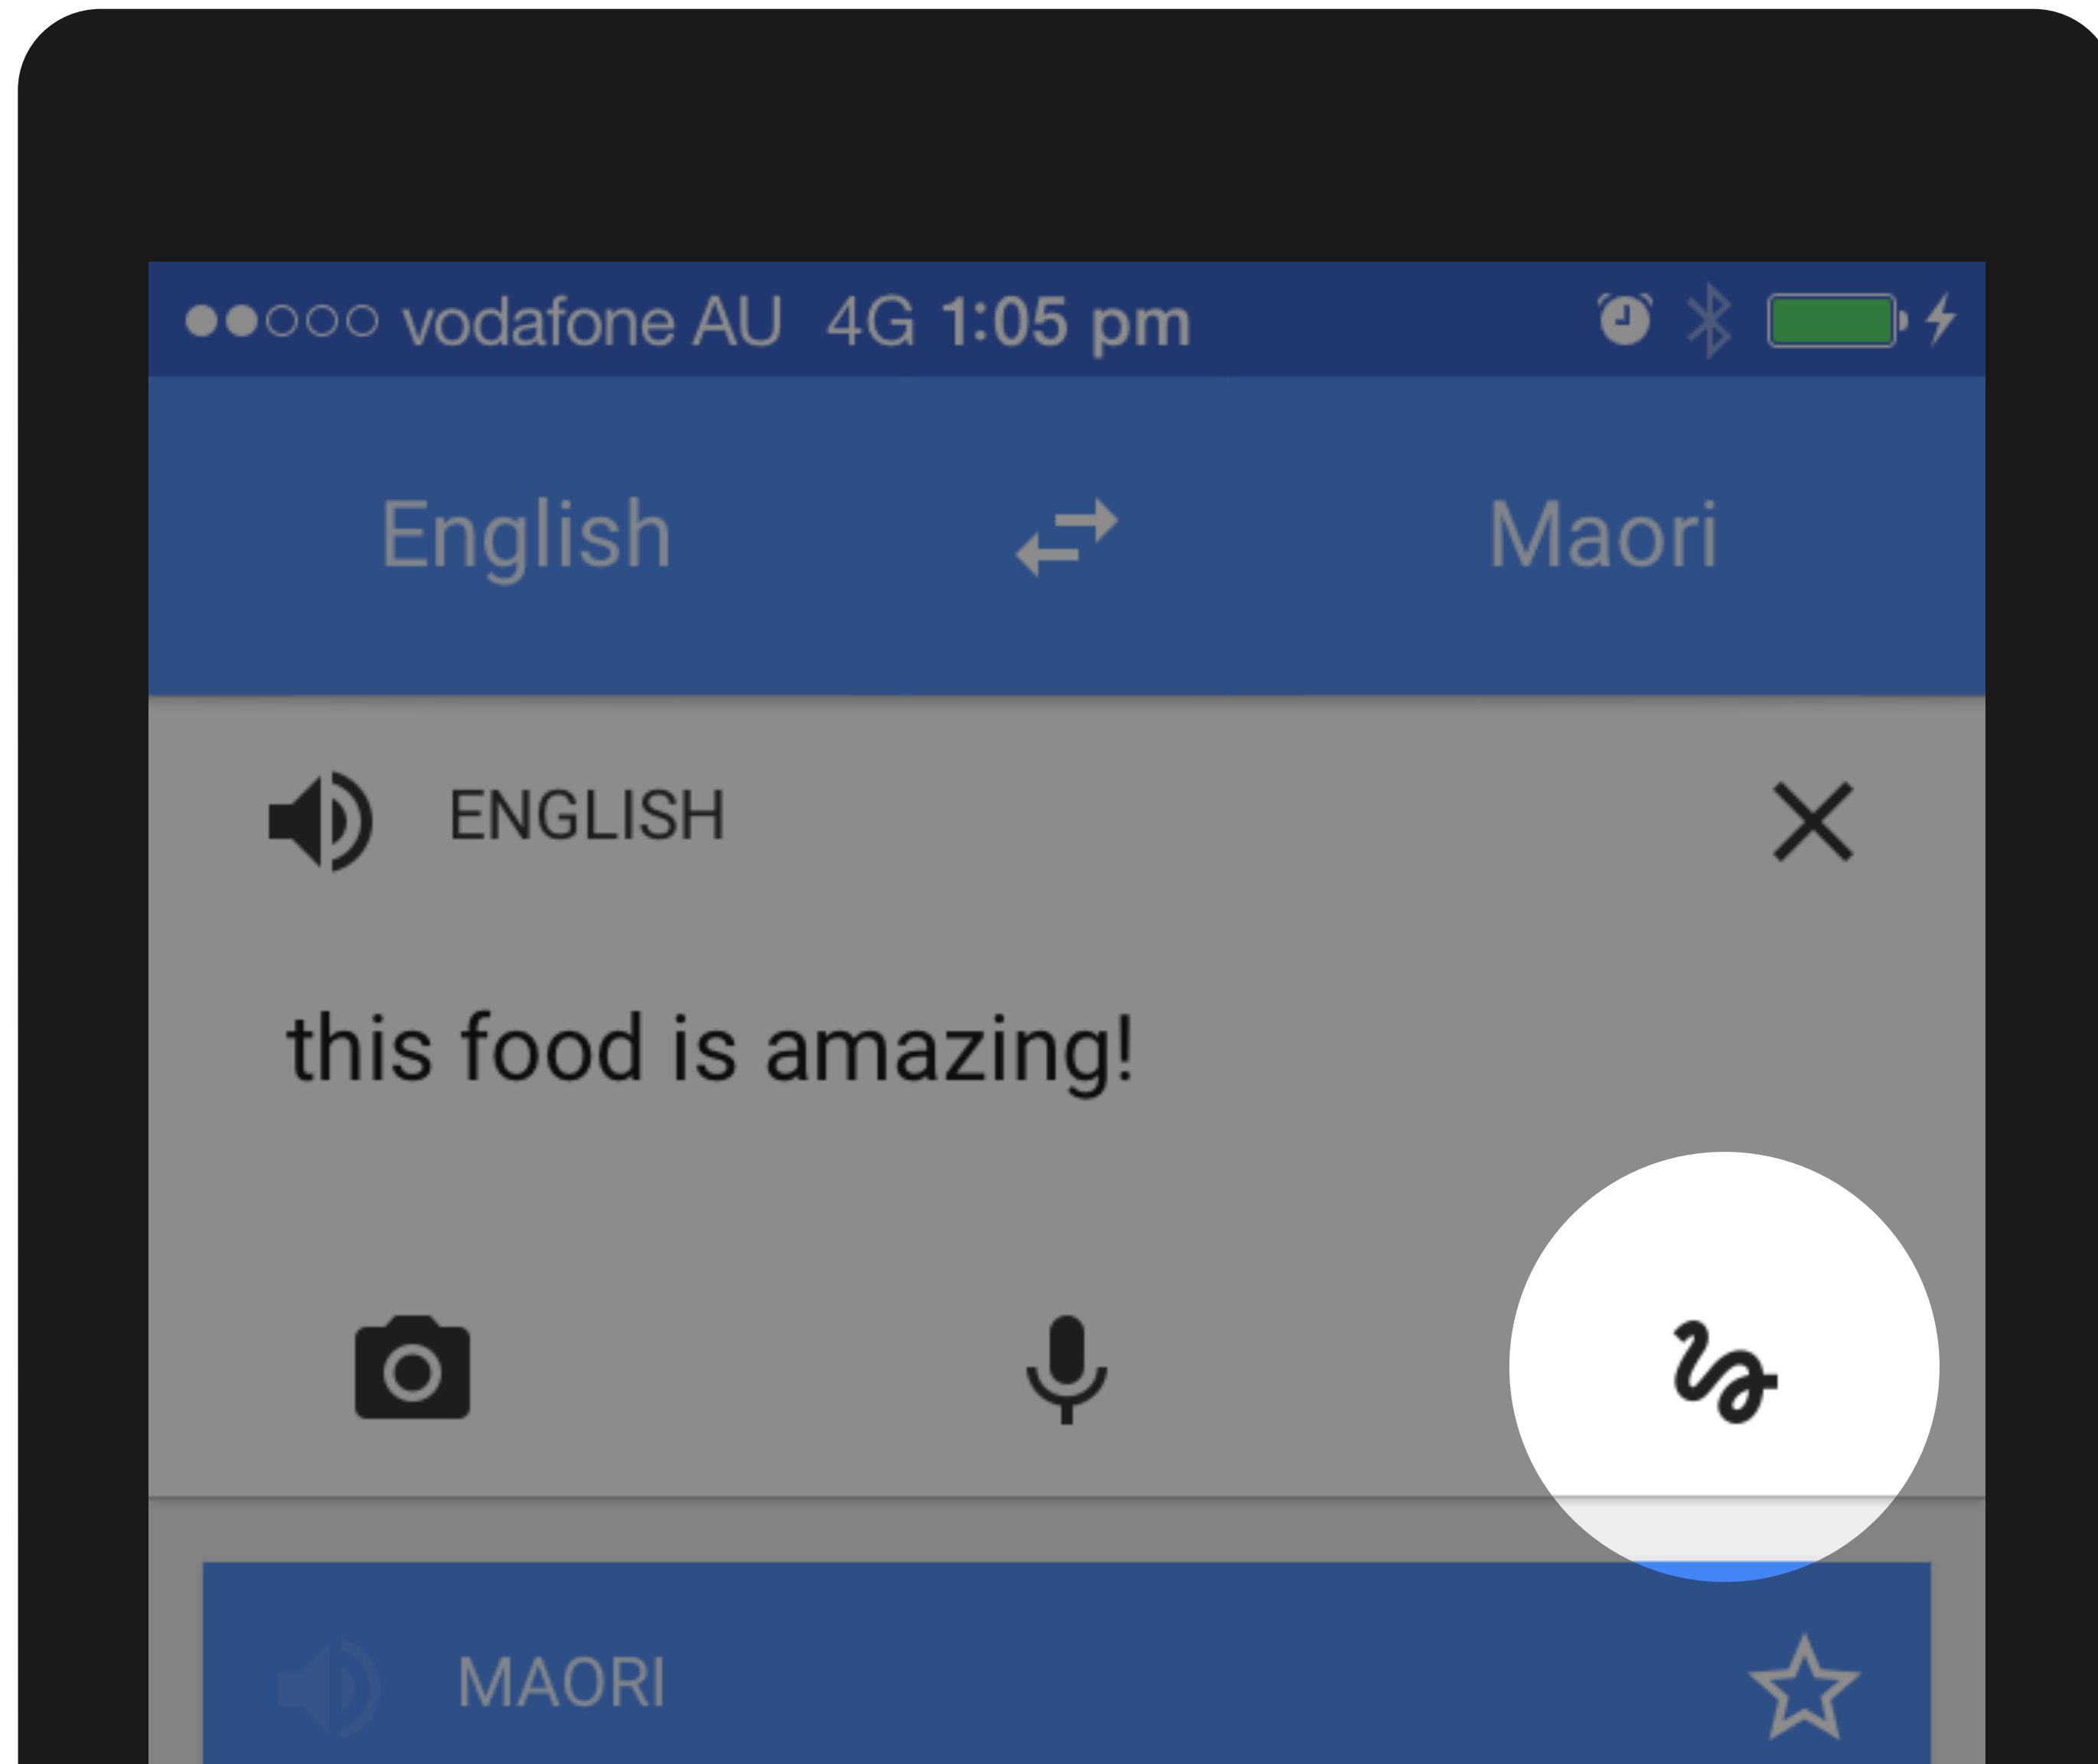 vodafone AU 4G 1:05 pm
English Maori
ENGLISH
this food is amazing!
MAORI